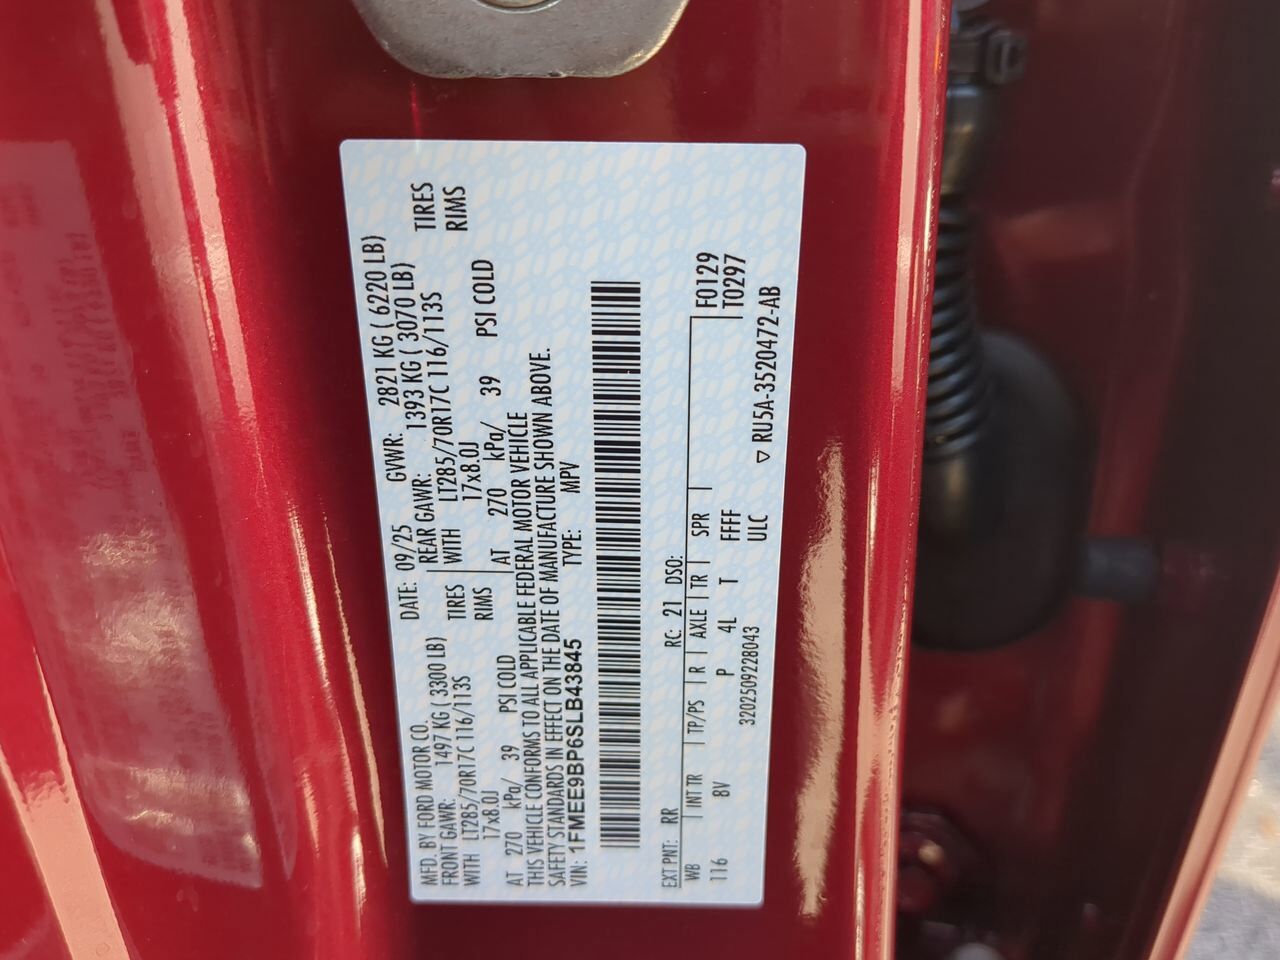 MFD. BY FORD MOTOR CO.
DATE: 09/25 GVWR: 2821 KG ( 6220 LB)
FRONT GAWR: 1497 KG ( 3300 LB)
REAR GAWR: 1393 KG ( 3070 LB)
WITH LT285/70R17C 116/113S TIRES
WITH LT285/70R17C 116/113S TIRES
17x8.0J RIMS
17x8.0J RIMS
AT 270 kPa/ 39 PSI COLD
AT 270 kPa/ 39 PSI COLD
THIS VEHICLE CONFORMS TO ALL APPLICABLE FEDERAL MOTOR VEHICLE
SAFETY STANDARDS IN EFFECT ON THE DATE OF MANUFACTURE SHOWN ABOVE.
VIN: 1FMEE9BP6SLB43845 TYPE: MPV
EXT PNT: RR RC: 21 DSO:
WB INT TR TP/PS R AXLE TR SPR F0129
116 8V P 4L T FFFF T0297
ULC
3202509228043 ▽ RU5A-3520472-AB